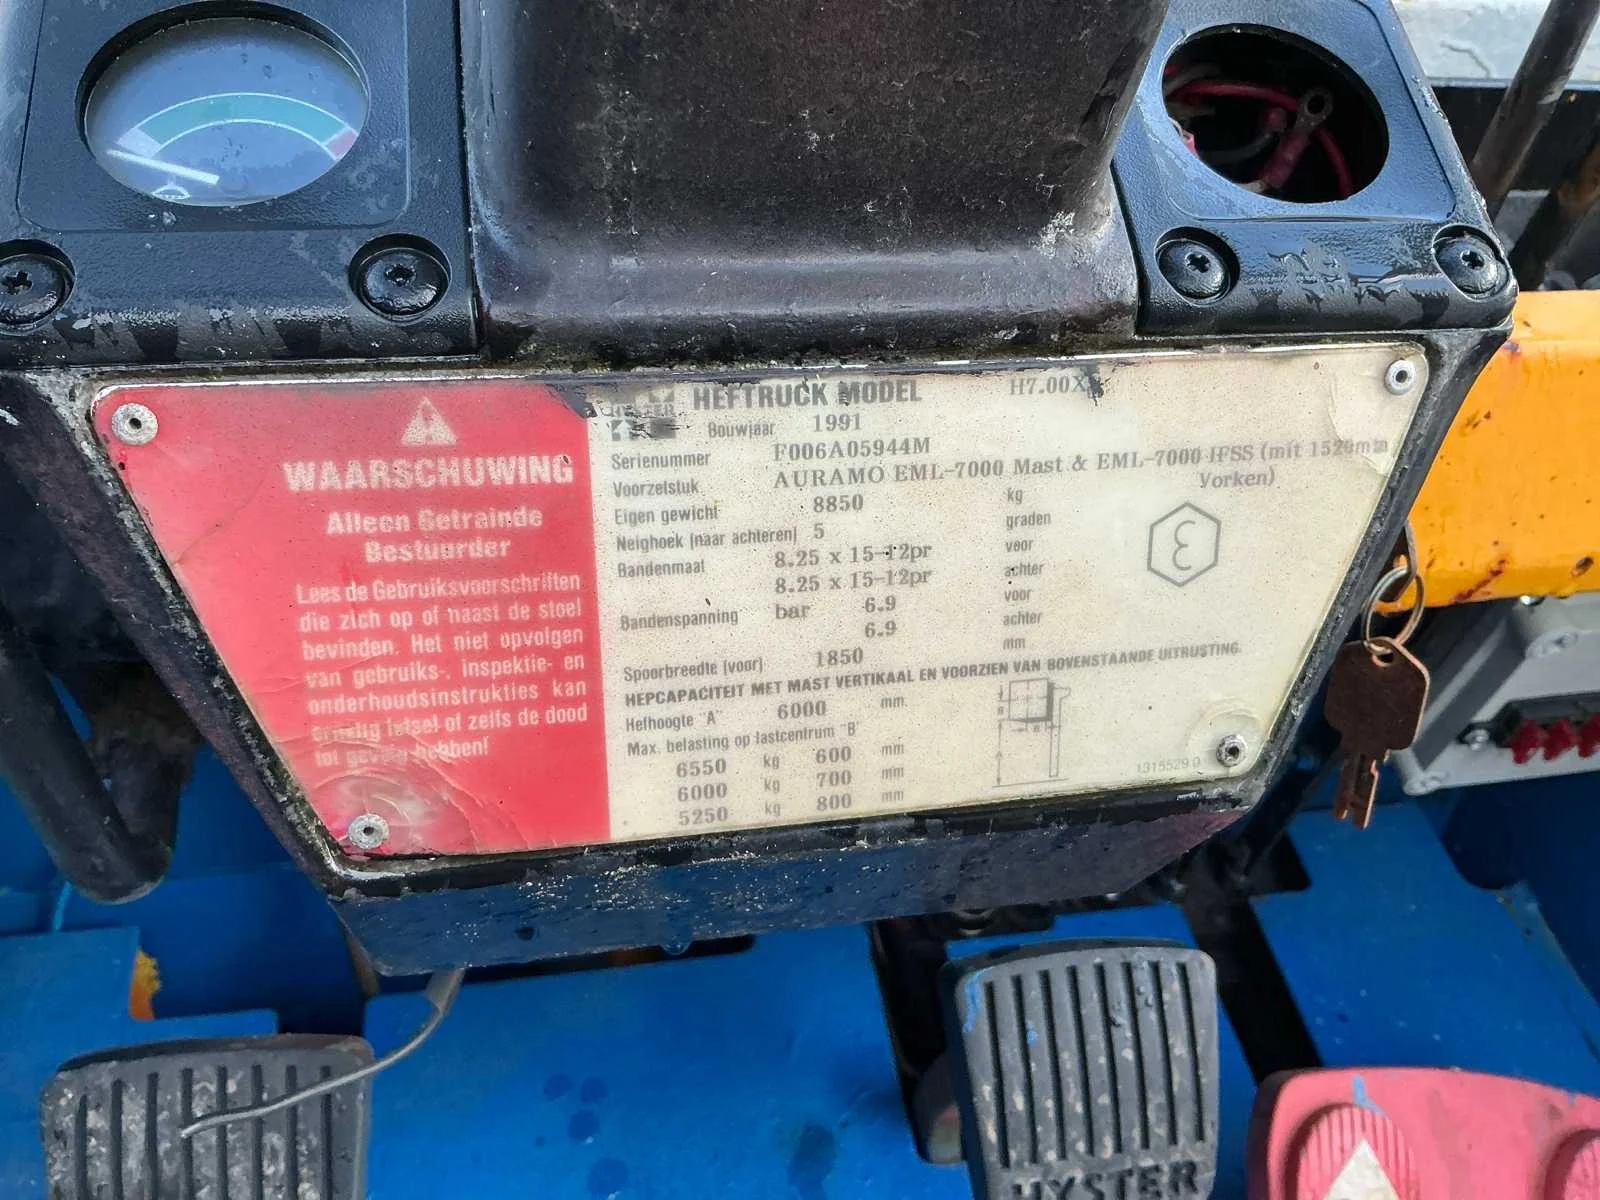 WAARSCHUWING
Alleen Getrainde
Bestuurder
Lees de Gebruiksvoorschriften
die zich op of naast de stoel
bevinden. Het niet opvolgen
van gebruiks-, inspektie- en
onderhoudsinstrukties kan
ernstig letsel of zelfs de dood
tot gevolg hebben!
HYSTER
HEFTRUCK MODEL H7.00X
Bouwjaar 1991
Serienummer F006A05944M
Voorzetstuk AURAMO EML-7000 Mast & EML-7000 IFSS (mit 1520mm
Vorken)
Eigen gewicht 8850 kg
Neighoek (naar achteren) 5 graden
Bandenmaat 8.25 x 15-12pr voor
8.25 x 15-12pr achter
Bandenspanning bar 6.9 voor
6.9 achter
Spoorbreedte (voor) 1850 mm
HEFCAPACITEIT MET MAST VERTIKAAL EN VOORZIEN VAN BOVENSTAANDE UITRUSTING.
Hefhoogte "A" 6000 mm.
Max. belasting op lastcentrum "B"
6550 kg 600 mm
6000 kg 700 mm
5250 kg 800 mm
B
B
A
1315529 0
HYSTER